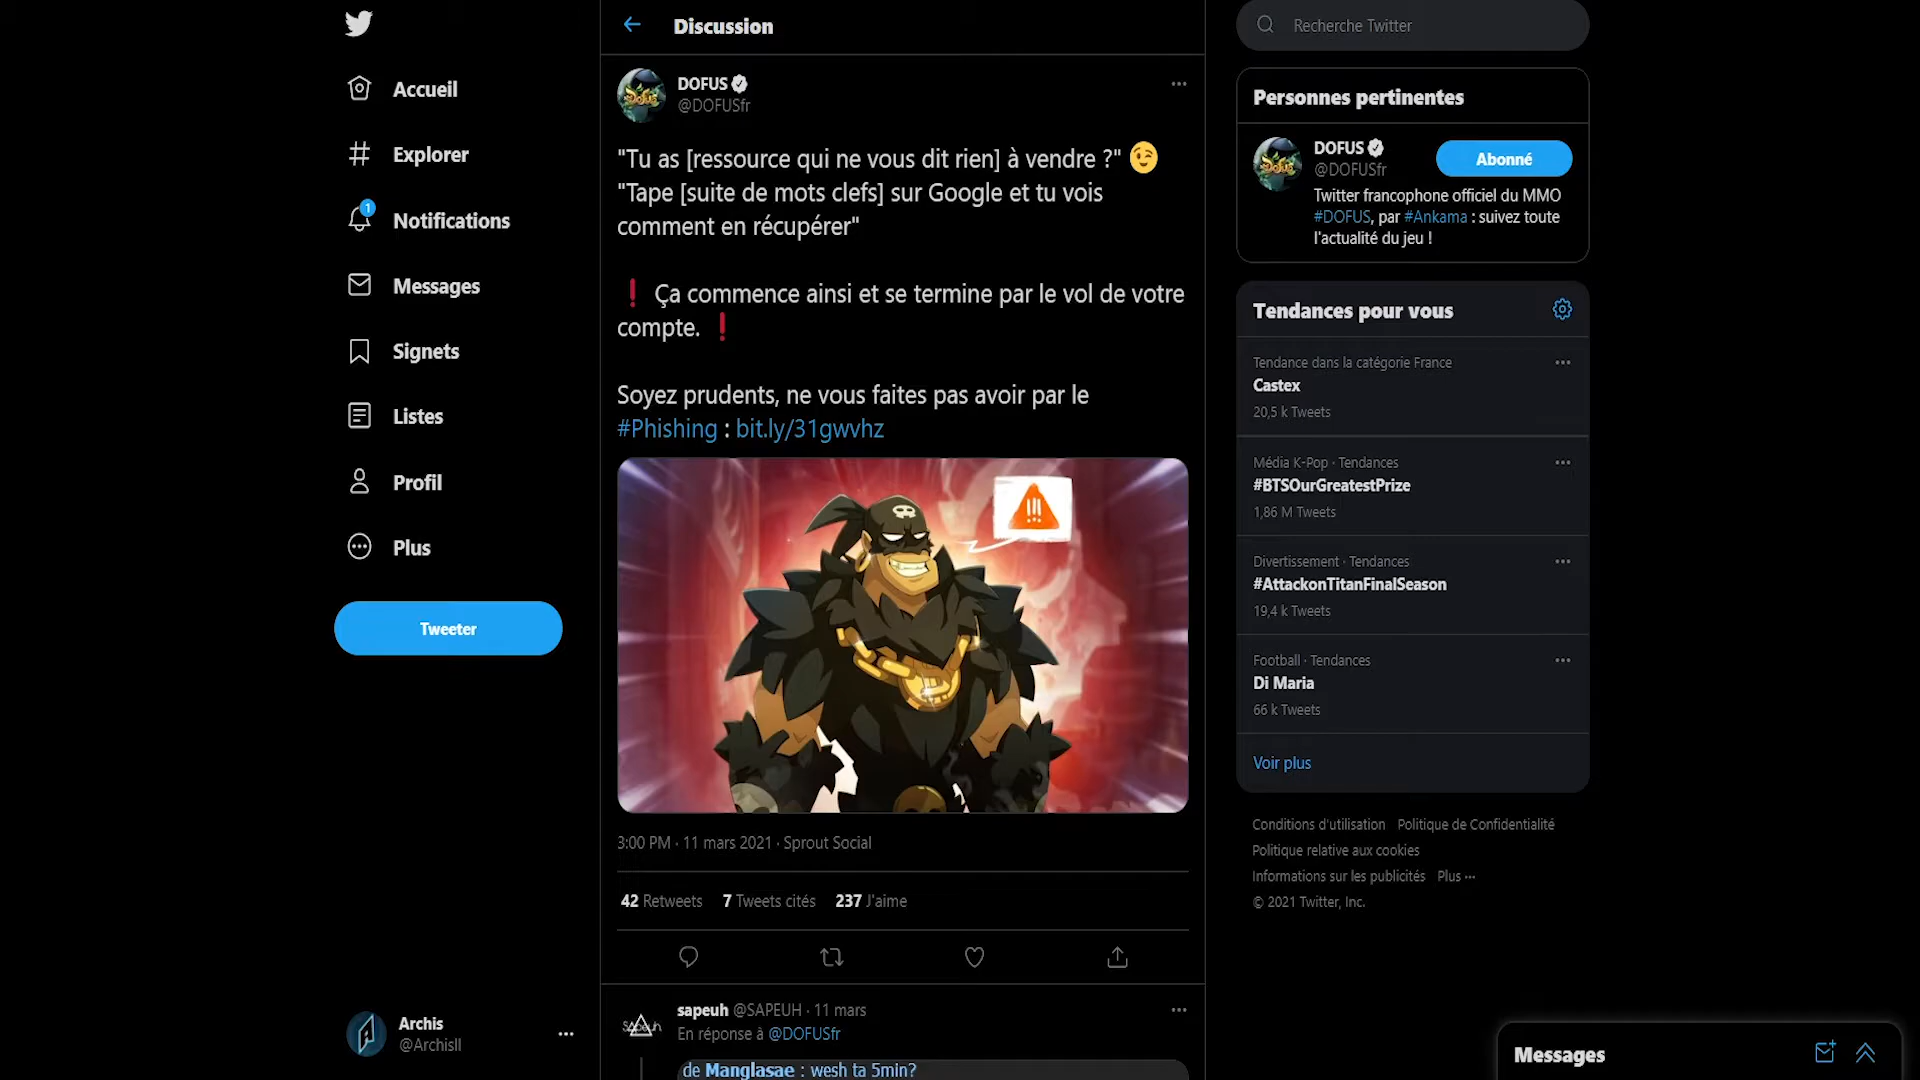 Accueil
Explorer
1
Notifications
Messages
Signets
Listes
Profil
Plus
Tweeter
Archis
@ArchisII
Discussion
DOFUS
@DOFUSfr
"Tu as [ressource qui ne vous dit rien] à vendre ?" 😉
"Tape [suite de mots clefs] sur Google et tu vois
comment en récupérer"
❗ Ça commence ainsi et se termine par le vol de votre
compte. ❗
Soyez prudents, ne vous faites pas avoir par le
#Phishing : bit.ly/31gwvhz
!!!
3:00 PM · 11 mars 2021 · Sprout Social
42 Retweets 7 Tweets cités 237 J'aime
sapeuh @SAPEUH · 11 mars
En réponse à @DOFUSfr
de Manglasae : wesh ta 5min?
Recherche Twitter
Personnes pertinentes
DOFUS
@DOFUSfr
Abonné
Twitter francophone officiel du MMO
#DOFUS, par #Ankama : suivez toute
l'actualité du jeu !
Tendances pour vous
Tendance dans la catégorie France
Castex
20,5 k Tweets
Média K-Pop · Tendances
#BTSOurGreatestPrize
1,86 M Tweets
Divertissement · Tendances
#AttackonTitanFinalSeason
19,4 k Tweets
Football · Tendances
Di Maria
66 k Tweets
Voir plus
Conditions d'utilisation Politique de Confidentialité
Politique relative aux cookies
Informations sur les publicités Plus ···
© 2021 Twitter, Inc.
Messages